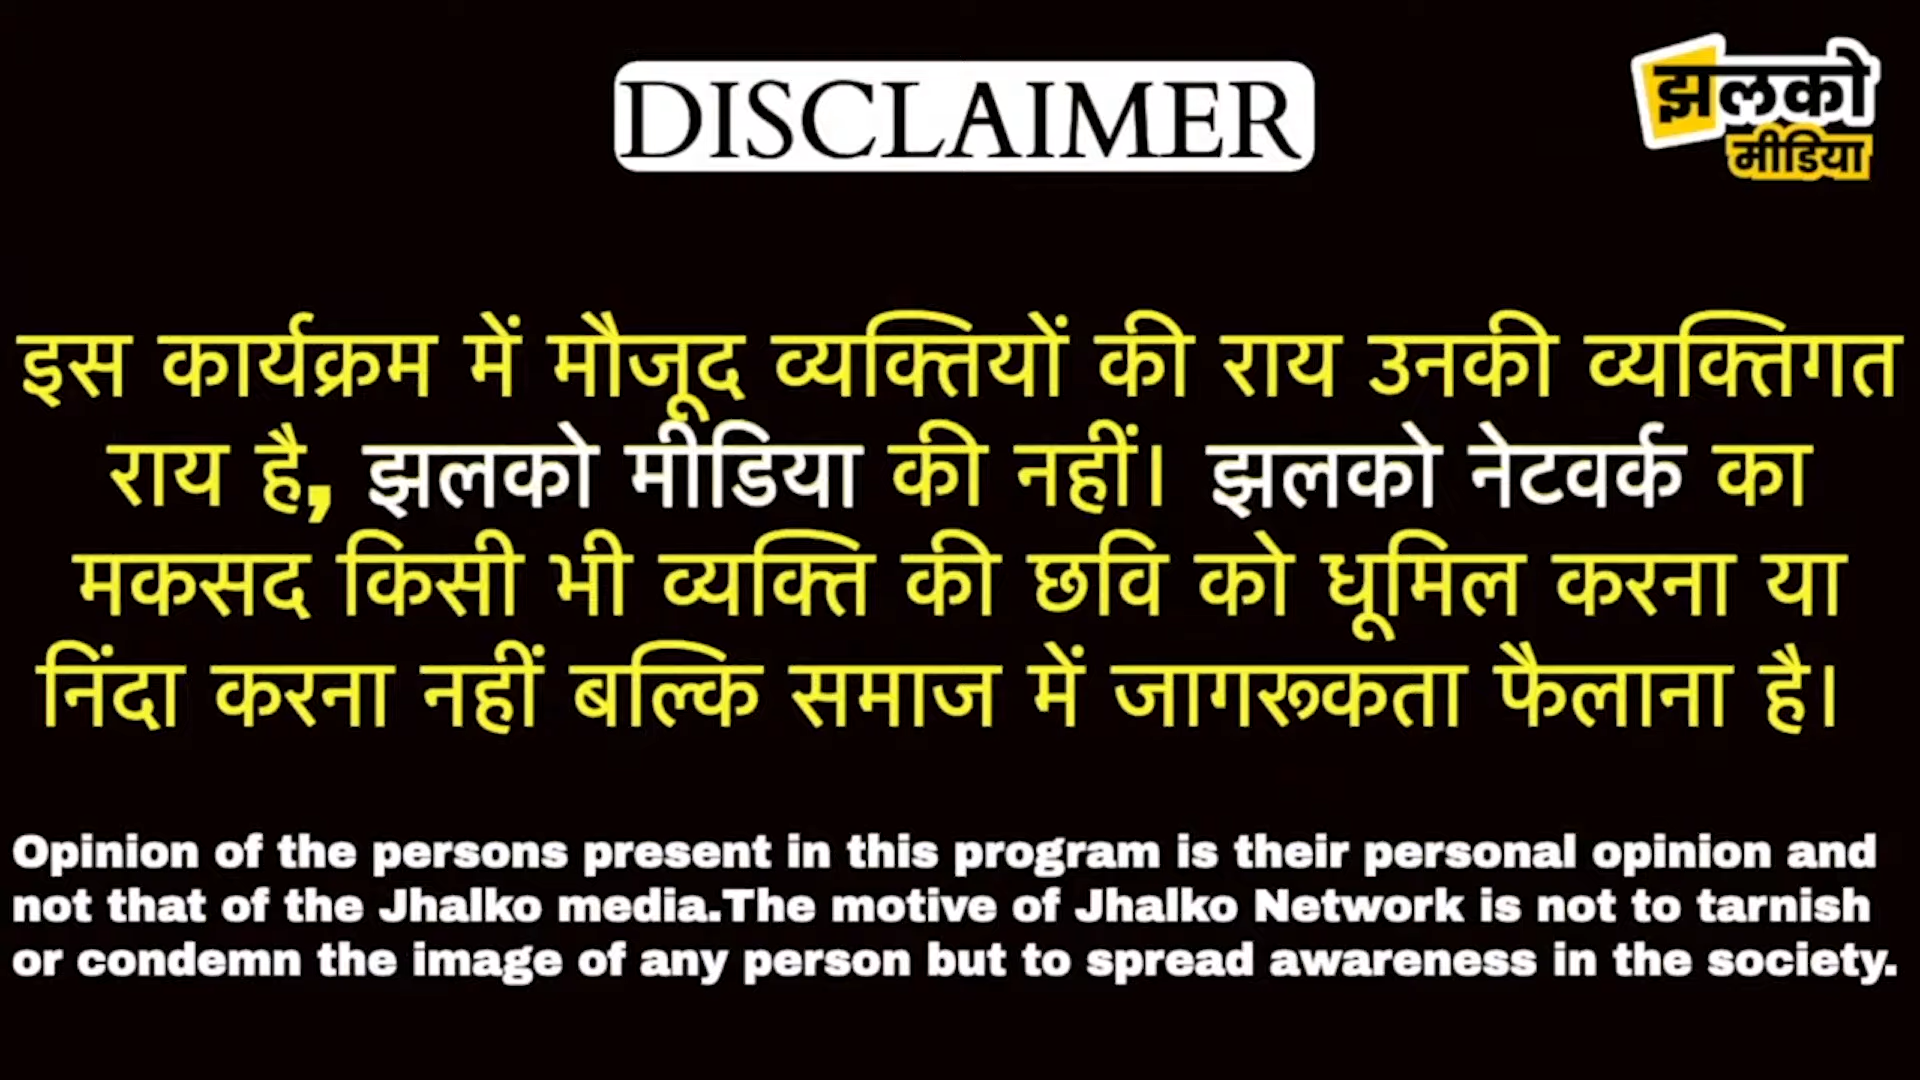 DISCLAIMER
झलको
मीडिया
इस कार्यक्रम में मौजूद व्यक्तियों की राय उनकी व्यक्तिगत
राय है, झलको मीडिया की नहीं। झलको नेटवर्क का
मकसद किसी भी व्यक्ति की छवि को धूमिल करना या
निंदा करना नहीं बल्कि समाज में जागरूकता फैलाना है।
Opinion of the persons present in this program is their personal opinion and
not that of the Jhalko media.The motive of Jhalko Network is not to tarnish
or condemn the image of any person but to spread awareness in the society.